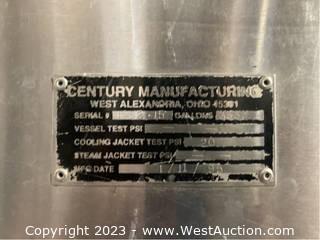 CENTURY MANUFACTURING
WEST ALEXANDRIA, OHIO 45381
SERIAL # GALLONS
VESSEL TEST PSI
COOLING JACKET TEST PSI 20
STEAM JACKET TEST PSI
MFG DATE
Copyright 2023 - www.WestAuction.com